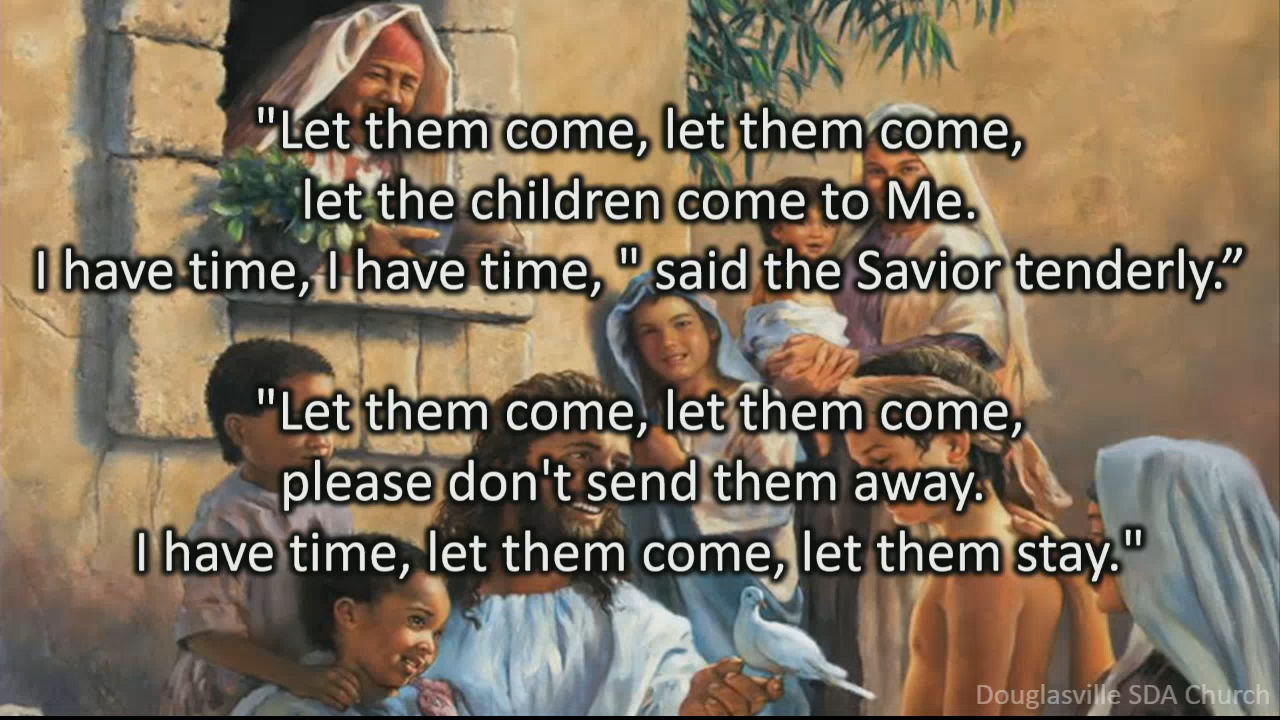 "Let them come, let them come,
let the children come to Me.
I have time, I have time, " said the Savior tenderly.”
"Let them come, let them come,
please don't send them away.
I have time, let them come, let them stay."
Douglasville SDA Church